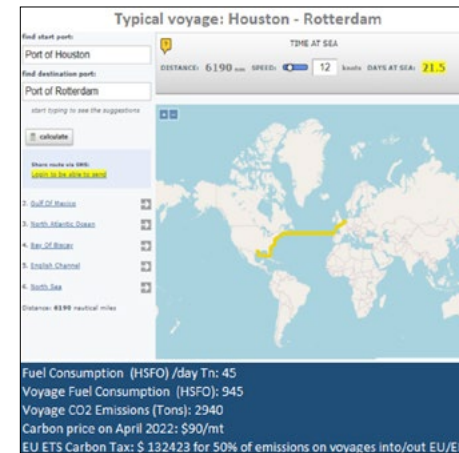 Typical voyage: Houston - Rotterdam
find start port:
Port of Houston
find destination port:
Port of Rotterdam
start typing to see the suggestions
calculate
Share route via SMS:
Login to be able to send
TIME AT SEA
DISTANCE: 6190 nm SPEED: 12 knots DAYS AT SEA: 21.5
2. Gulf Of Mexico
3. North Atlantic Ocean
4. Bay Of Biscay
5. English Channel
6. North Sea
Distance: 6190 nautical miles
Fuel Consumption (HSFO) /day Tn: 45
Voyage Fuel Consumption (HSFO): 945
Voyage CO2 Emissions (Tons): 2940
Carbon price on April 2022: $90/mt
EU ETS Carbon Tax: $ 132423 for 50% of emissions on voyages into/out EU/E